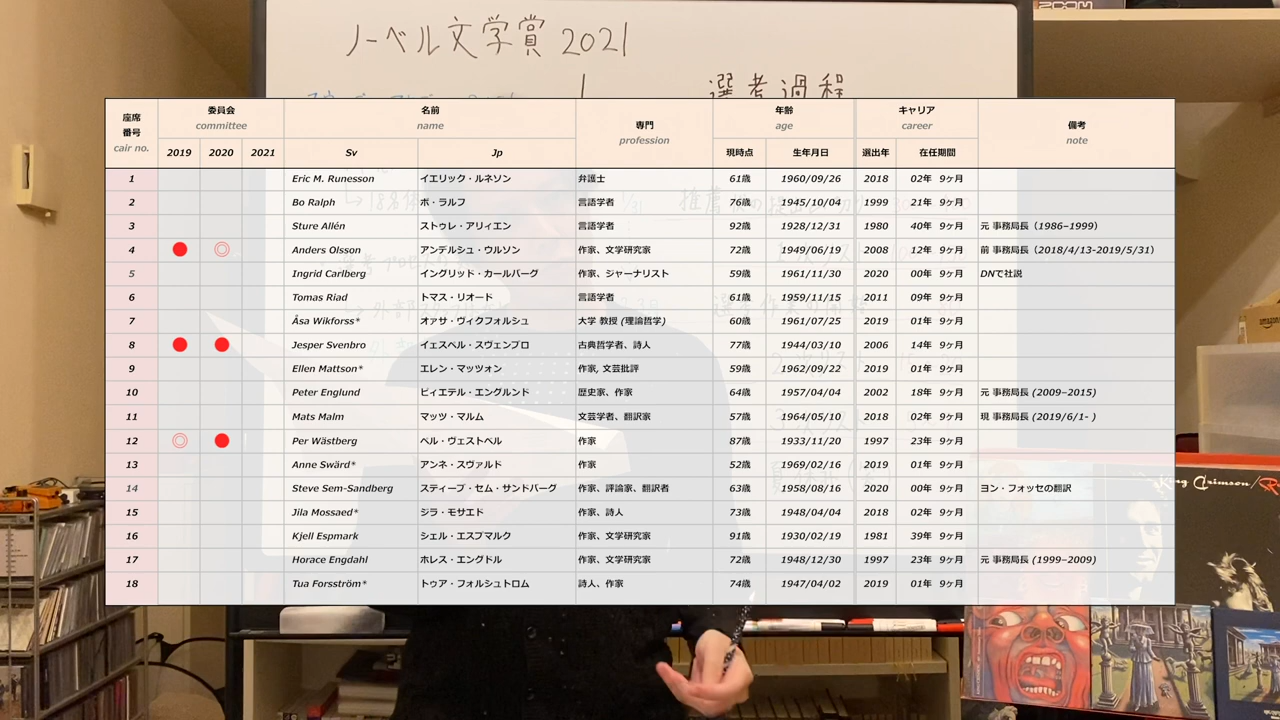 ZOOM
ノーベル文学賞 2021
選考過程
座席番号 cair no. 委員会 committee 名前 name 専門 profession 年齢 age キャリア career 備考 note
2019 2020 2021 Sv Jp 現時点 生年月日 選出年 在任期間
1 Eric M. Runesson イエリック・ルネソン 弁護士 61歳 1960/09/26 2018 02年 9ヶ月
2 Bo Ralph ボ・ラルフ 言語学者 76歳 1945/10/04 1999 21年 9ヶ月
3 Sture Allén ストゥレ・アリィエン 言語学者 92歳 1928/12/31 1980 40年 9ヶ月 元 事務局長（1986–1999）
4 ● ◎ Anders Olsson アンデルシュ・ウルソン 作家、文学研究家 72歳 1949/06/19 2008 12年 9ヶ月 前 事務局長（2018/4/13-2019/5/31）
5 Ingrid Carlberg イングリッド・カールバーグ 作家、ジャーナリスト 59歳 1961/11/30 2020 00年 9ヶ月 DNで社説
6 Tomas Riad トマス・リオード 言語学者 61歳 1959/11/15 2011 09年 9ヶ月
7 Åsa Wikforss* オァサ・ヴィクフォルシュ 大学 教授 (理論哲学) 60歳 1961/07/25 2019 01年 9ヶ月
8 ● ● Jesper Svenbro イェスペル・スヴェンブロ 古典哲学者、詩人 77歳 1944/03/10 2006 14年 9ヶ月
9 Ellen Mattson* エレン・マッツォン 作家, 文芸批評 59歳 1962/09/22 2019 01年 9ヶ月
10 Peter Englund ピィエテル・エングルンド 歴史家、作家 64歳 1957/04/04 2002 18年 9ヶ月 元 事務局長 (2009–2015)
11 Mats Malm マッツ・マルム 文芸学者、翻訳家 57歳 1964/05/10 2018 02年 9ヶ月 現 事務局長 (2019/6/1- )
12 ◎ ● Per Wästberg ペル・ヴェストベル 作家 87歳 1933/11/20 1997 23年 9ヶ月
13 Anne Swärd* アンネ・スヴァルド 作家 52歳 1969/02/16 2019 01年 9ヶ月
14 Steve Sem-Sandberg スティーブ・セム・サンドバーグ 作家、評論家、翻訳者 63歳 1958/08/16 2020 00年 9ヶ月 ヨン・フォッセの翻訳
15 Jila Mossaed* ジラ・モサエド 作家、詩人 73歳 1948/04/04 2018 02年 9ヶ月
16 Kjell Espmark シェル・エスプマルク 作家、文学研究家 91歳 1930/02/19 1981 39年 9ヶ月
17 Horace Engdahl ホレス・エングドル 作家、文学研究家 72歳 1948/12/30 1997 23年 9ヶ月 元 事務局長 (1999–2009)
18 Tua Forsström* トゥア・フォルシュトロム 詩人、作家 74歳 1947/04/02 2019 01年 9ヶ月
amazon
King Crimson